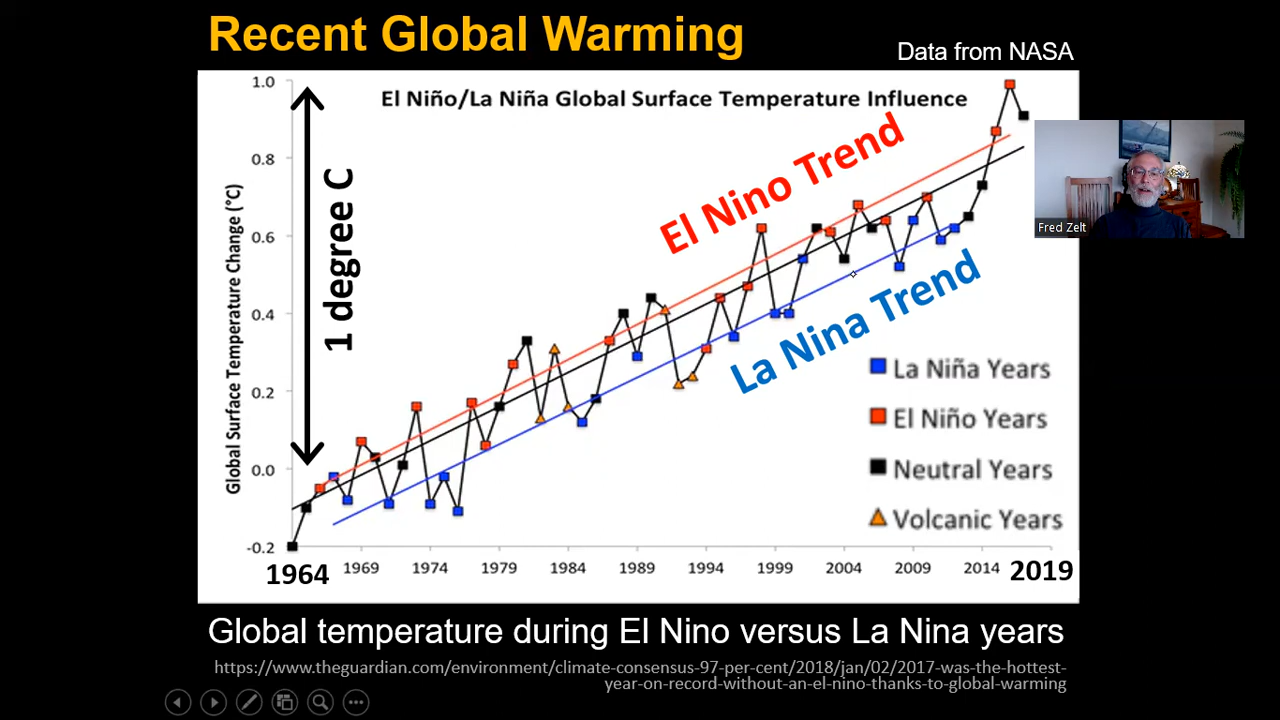 Recent Global Warming
Data from NASA
El Niño/La Niña Global Surface Temperature Influence
Global Surface Temperature Change (°C)
1.0
0.8
0.6
0.4
0.2
0.0
-0.2
1 degree C
El Nino Trend
La Nina Trend
La Niña Years
El Niño Years
Neutral Years
Volcanic Years
1964 1969 1974 1979 1984 1989 1994 1999 2004 2009 2014 2019
Fred Zelt
Global temperature during El Nino versus La Nina years
https://www.theguardian.com/environment/climate-consensus-97-per-cent/2018/jan/02/2017-was-the-hottest-
year-on-record-without-an-el-nino-thanks-to-global-warming